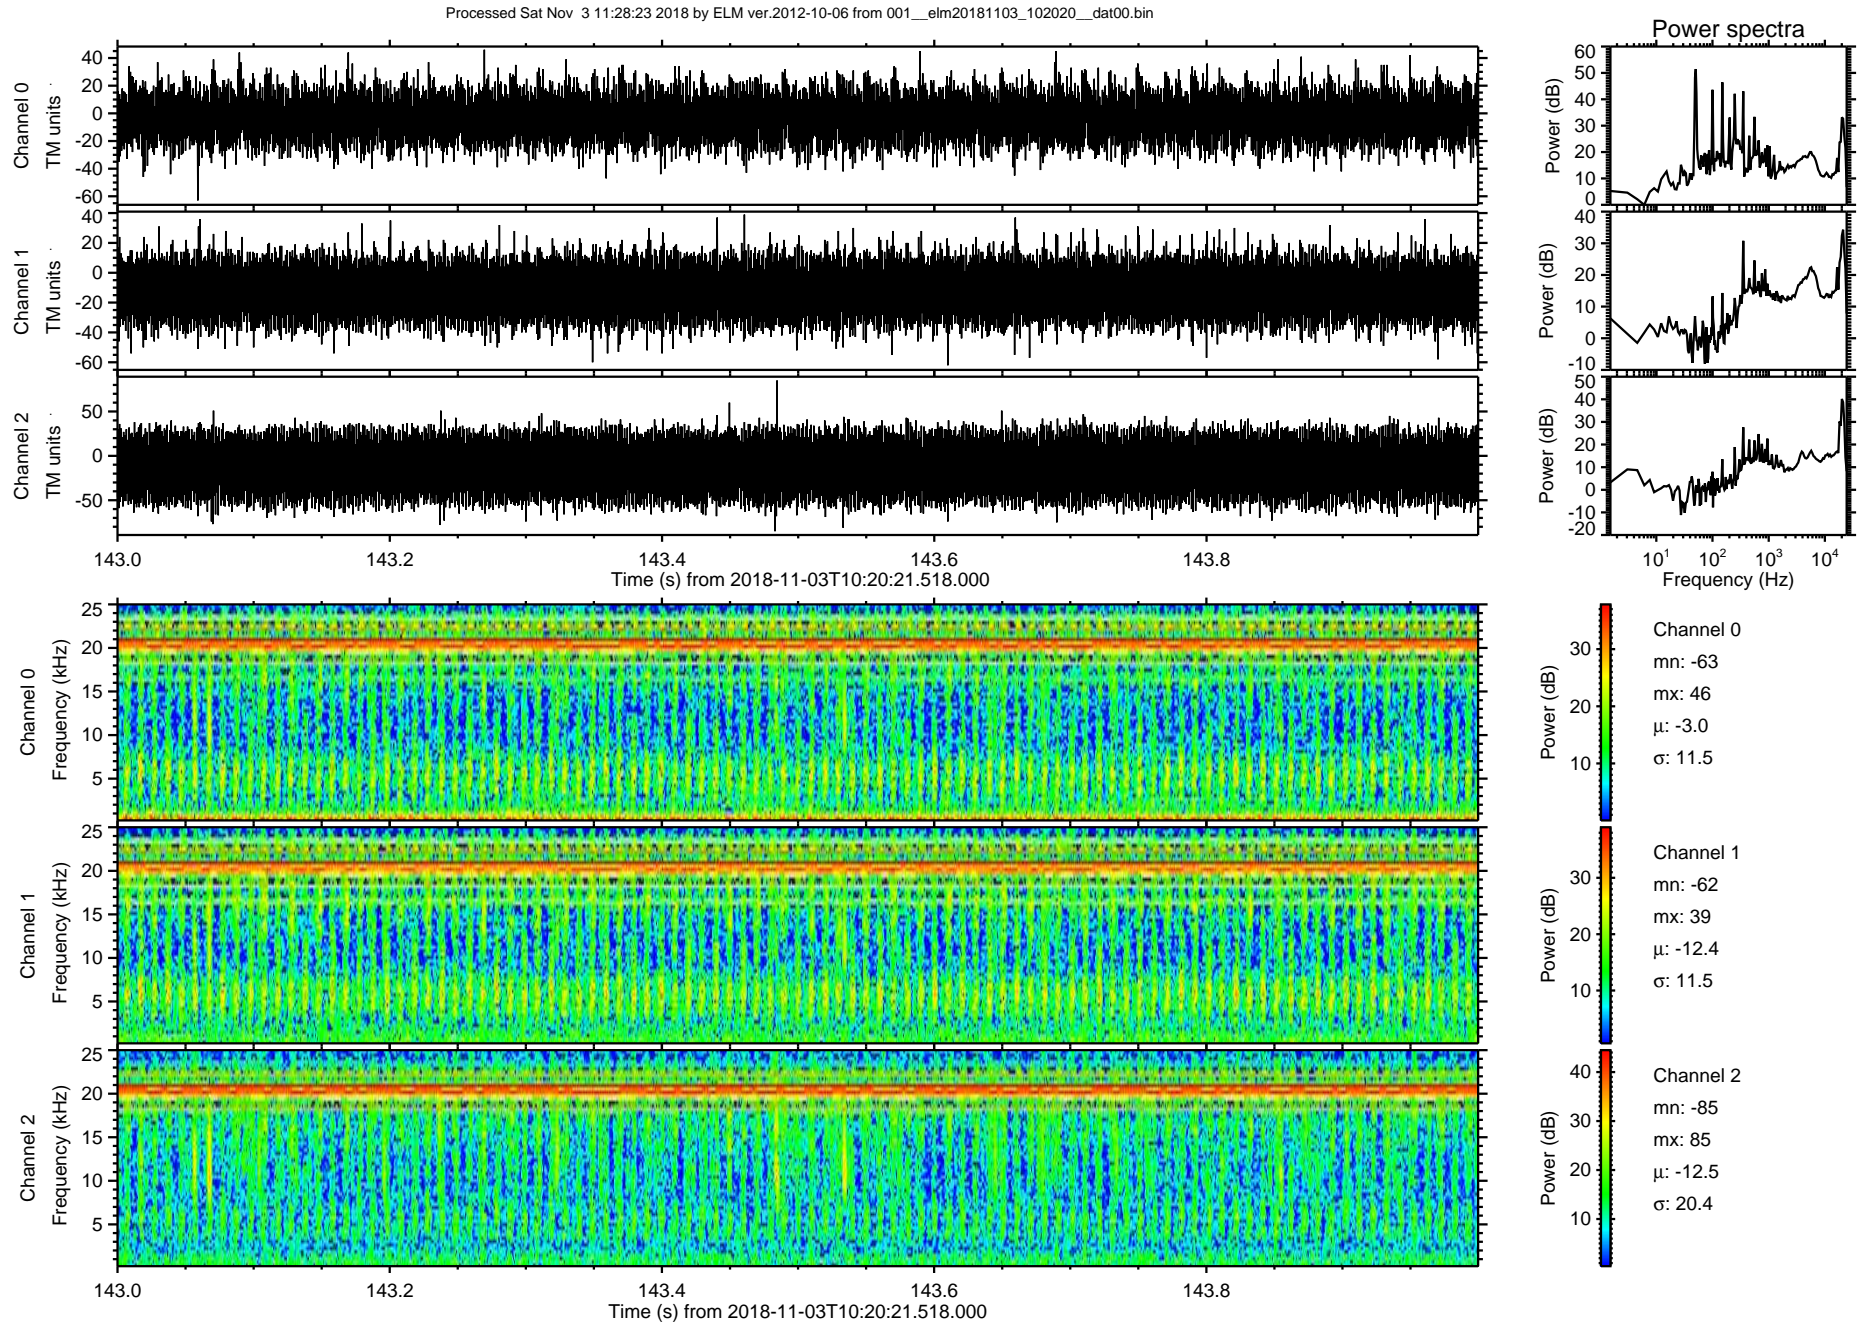 Processed Sat Nov  3 11:28:23 2018 by ELM ver.2012-10-06 from 001__elm20181103_102020__dat00.bin
Power spectra
Channel 0
TM units
40
20
0
-20
-40
-60
Power (dB)
60
50
40
30
20
10
0
Channel 1
TM units
40
20
0
-20
-40
-60
Power (dB)
40
30
20
10
0
-10
Channel 2
TM units
50
0
-50
Power (dB)
50
40
30
20
10
0
-10
-20
143.0 143.2 143.4 143.6 143.8
Time (s) from 2018-11-03T10:20:21.518.000
10¹ 10² 10³ 10⁴
Frequency (Hz)
Channel 0
Frequency (kHz)
25
20
15
10
5
Power (dB)
30
20
10
Channel 0
mn: -63
mx: 46
µ: -3.0
σ: 11.5
Channel 1
Frequency (kHz)
25
20
15
10
5
Power (dB)
30
20
10
Channel 1
mn: -62
mx: 39
µ: -12.4
σ: 11.5
Channel 2
Frequency (kHz)
25
20
15
10
5
Power (dB)
40
30
20
10
Channel 2
mn: -85
mx: 85
µ: -12.5
σ: 20.4
143.0 143.2 143.4 143.6 143.8
Time (s) from 2018-11-03T10:20:21.518.000